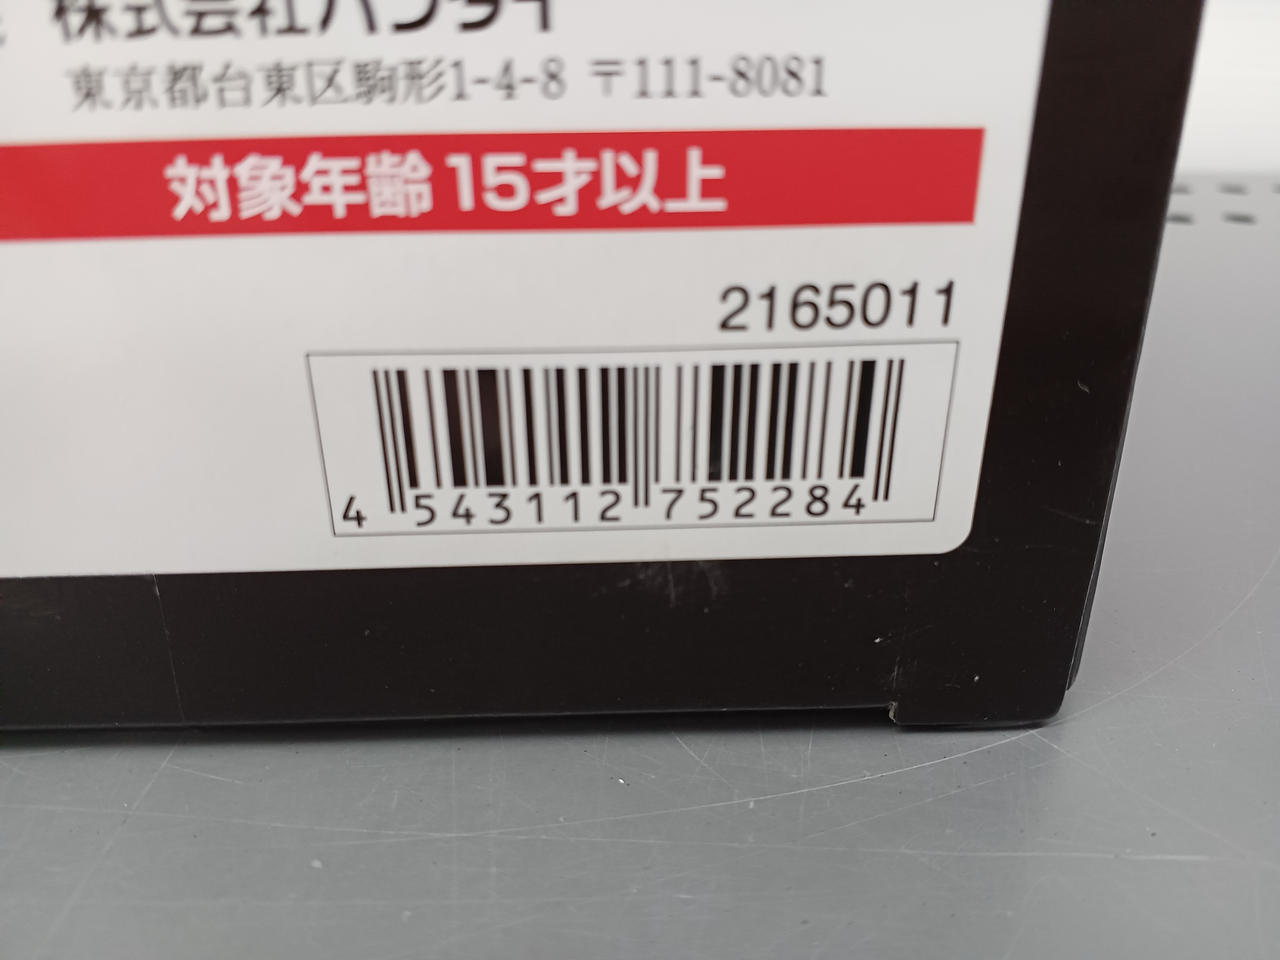 株式会社バンダイ
東京都台東区駒形1-4-8 〒111-8081
対象年齢 15才以上
2165011
4 543112 752284